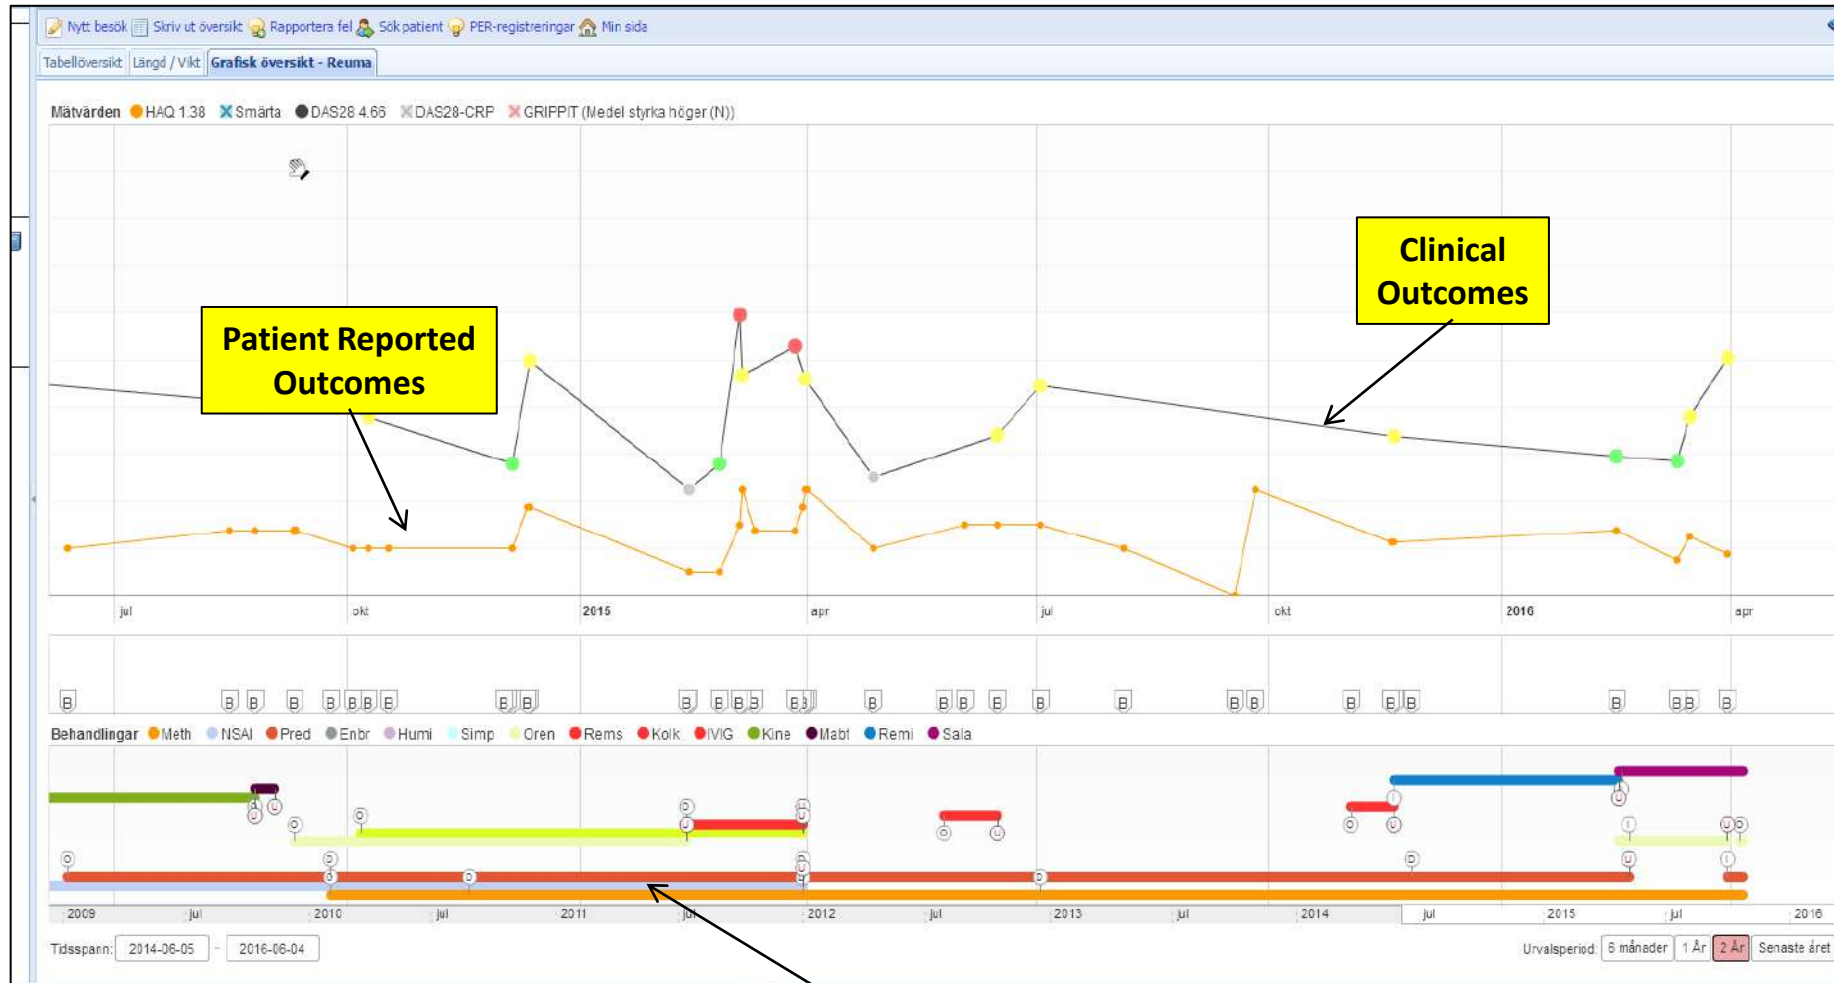 Nytt besök Skriv ut översikt Rapportera fel Sök patient PER-registreringar Min sida
Tabellöversikt Längd / Vikt Grafisk översikt - Reuma
Mätvärden HAQ 1.38 Smärta DAS28 4.66 DAS28-CRP GRIPPIT (Medel styrka höger (N))
Clinical
Outcomes
Patient Reported
Outcomes
jul okt 2015 apr jul okt 2016 apr
B B B B B B B B B B B B B B B B B B B B B B B B B B B B B B B
Behandlingar Meth NSAI Pred Enbr Humi Simp Oren Rems Kolk IVIG Kine Mabt Remi Sala
2009 jul 2010 jul 2011 jul 2012 jul 2013 jul 2014 jul 2015 jul 2016
Tidsspann: 2014-06-05 - 2016-06-04 Urvalsperiod: 6 månader 1 År 2 År Senaste året